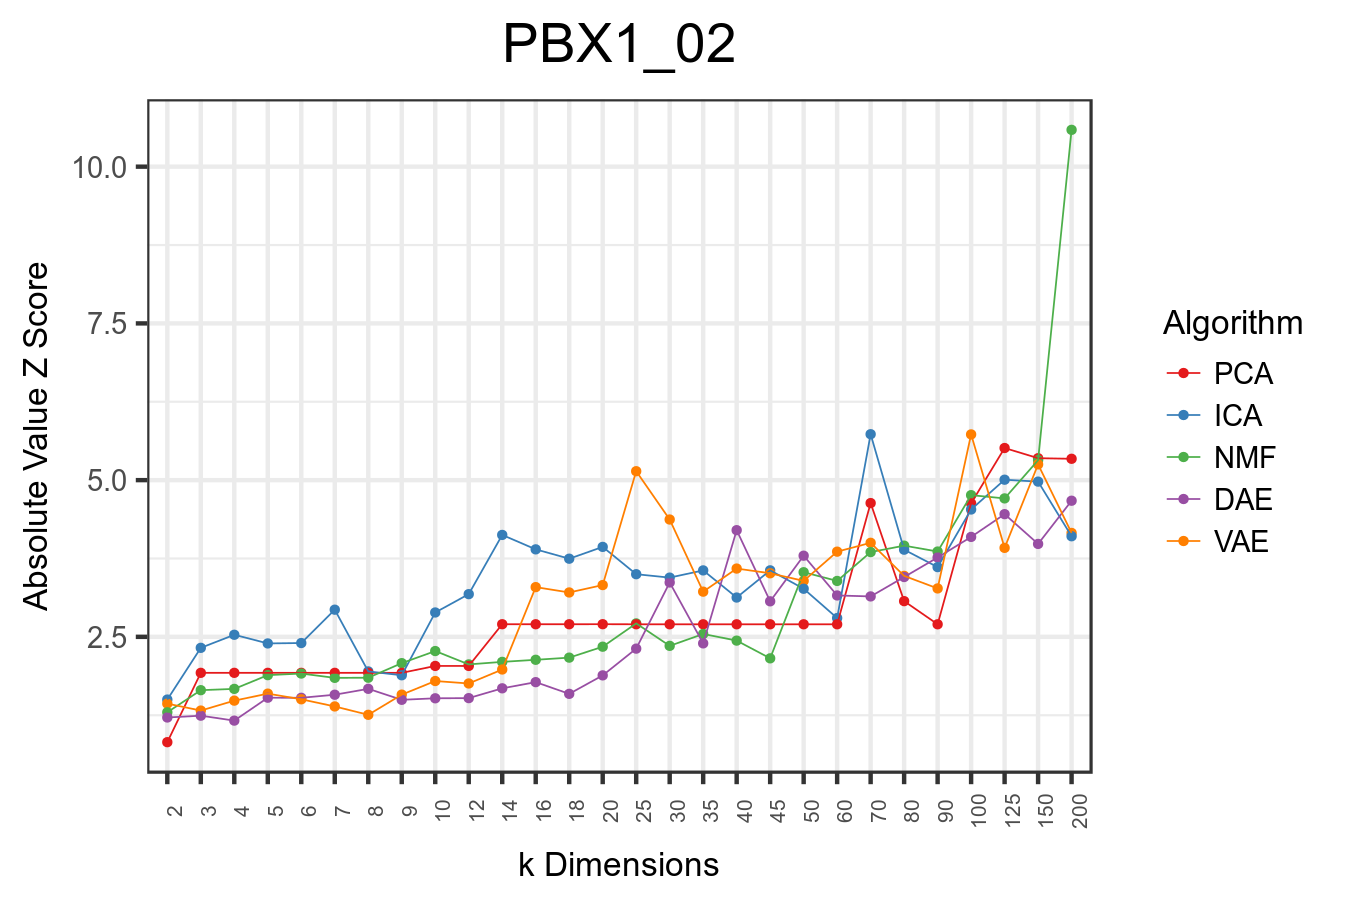 PBX1_02
Absolute Value Z Score
10.0
7.5
5.0
2.5
2 3 4 5 6 7 8 9 10 12 14 16 18 20 25 30 35 40 45 50 60 70 80 90 100 125 150 200
k Dimensions
Algorithm
PCA
ICA
NMF
DAE
VAE